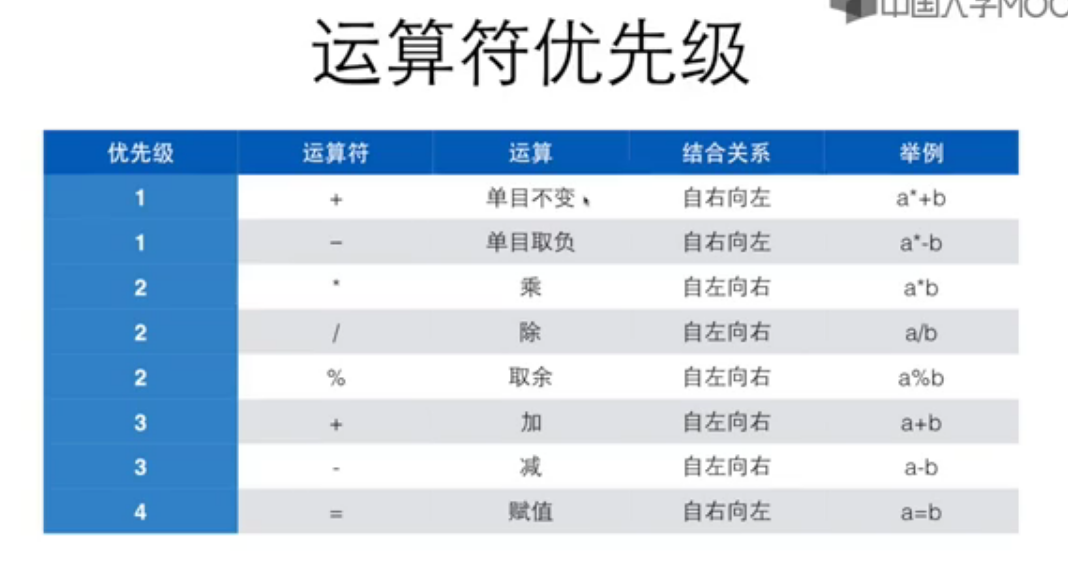 中国大学MOO
运算符优先级
优先级 运算符 运算 结合关系 举例
1 + 单目不变 自右向左 a*+b
1 − 单目取负 自右向左 a*-b
2 * 乘 自左向右 a*b
2 / 除 自左向右 a/b
2 % 取余 自左向右 a%b
3 + 加 自左向右 a+b
3 - 减 自左向右 a-b
4 = 赋值 自右向左 a=b